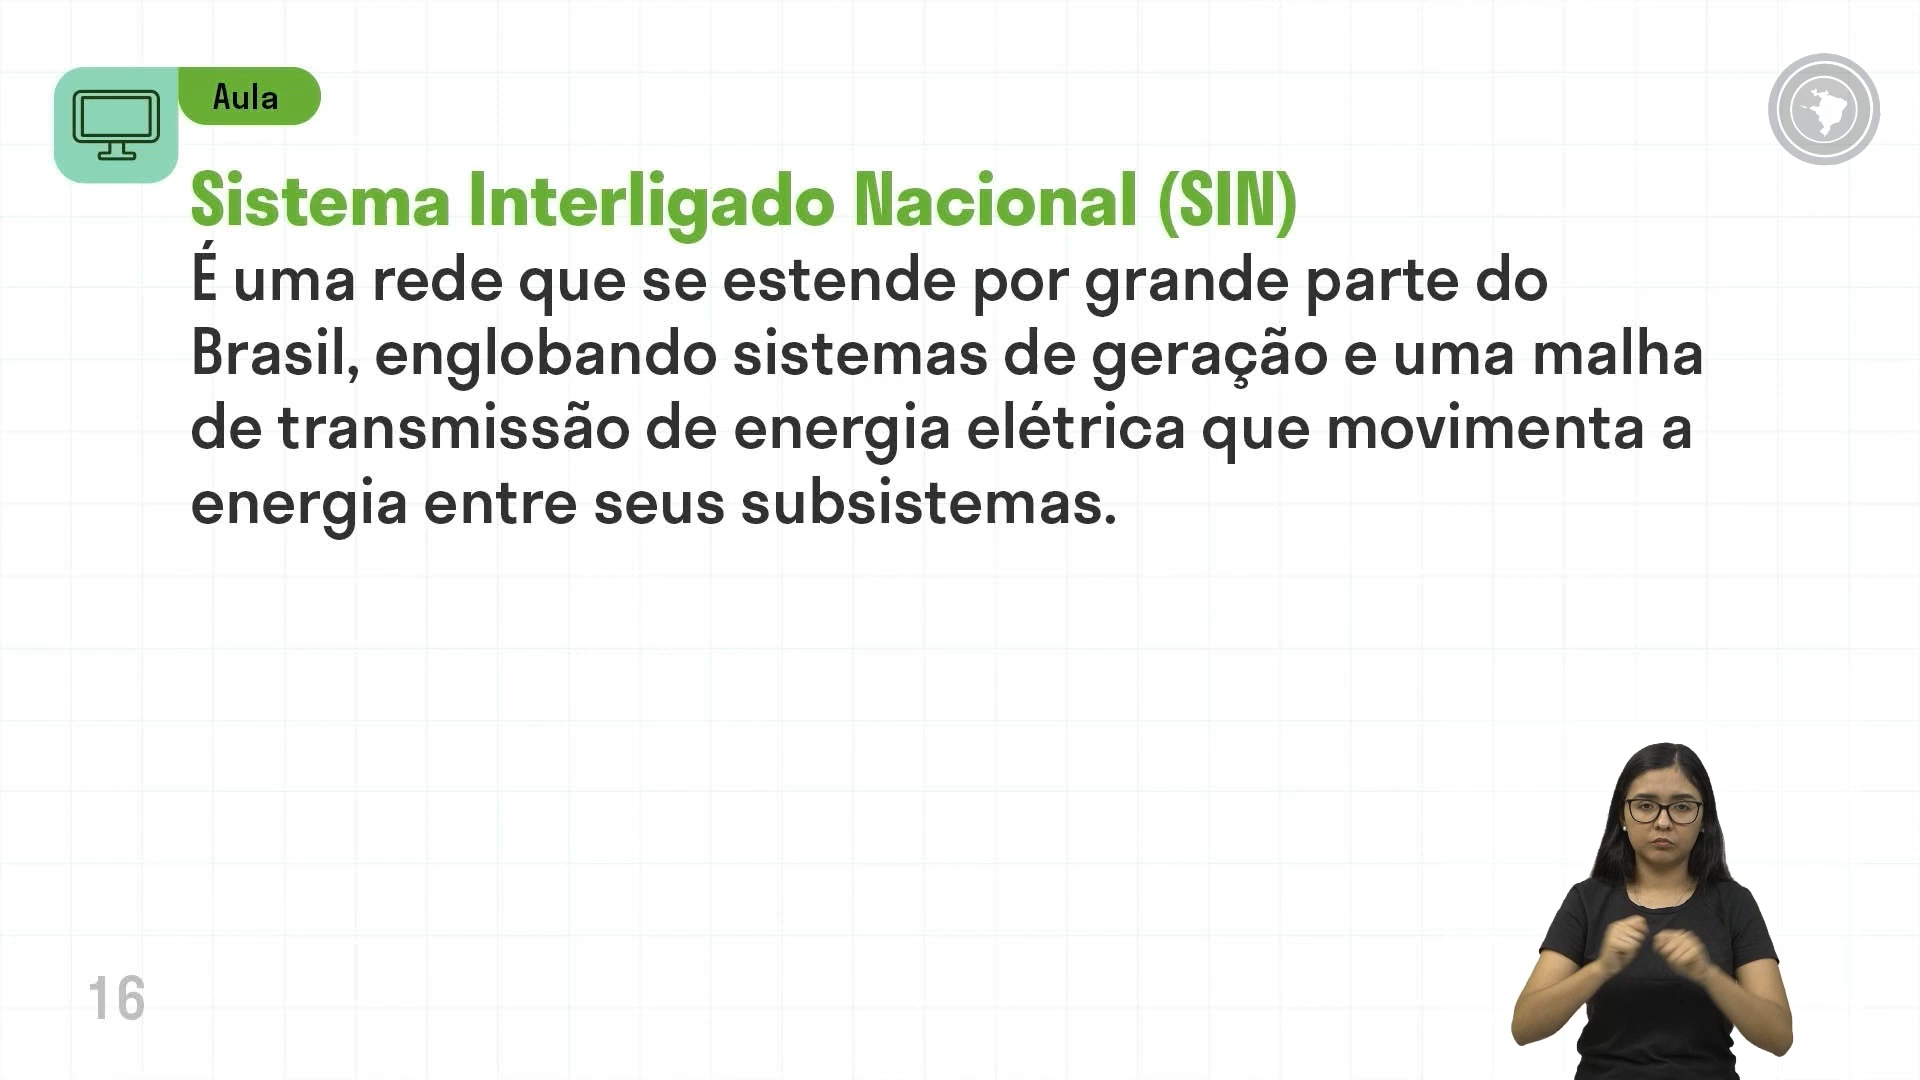 Aula
Sistema Interligado Nacional (SIN)
É uma rede que se estende por grande parte do
Brasil, englobando sistemas de geração e uma malha
de transmissão de energia elétrica que movimenta a
energia entre seus subsistemas.
16